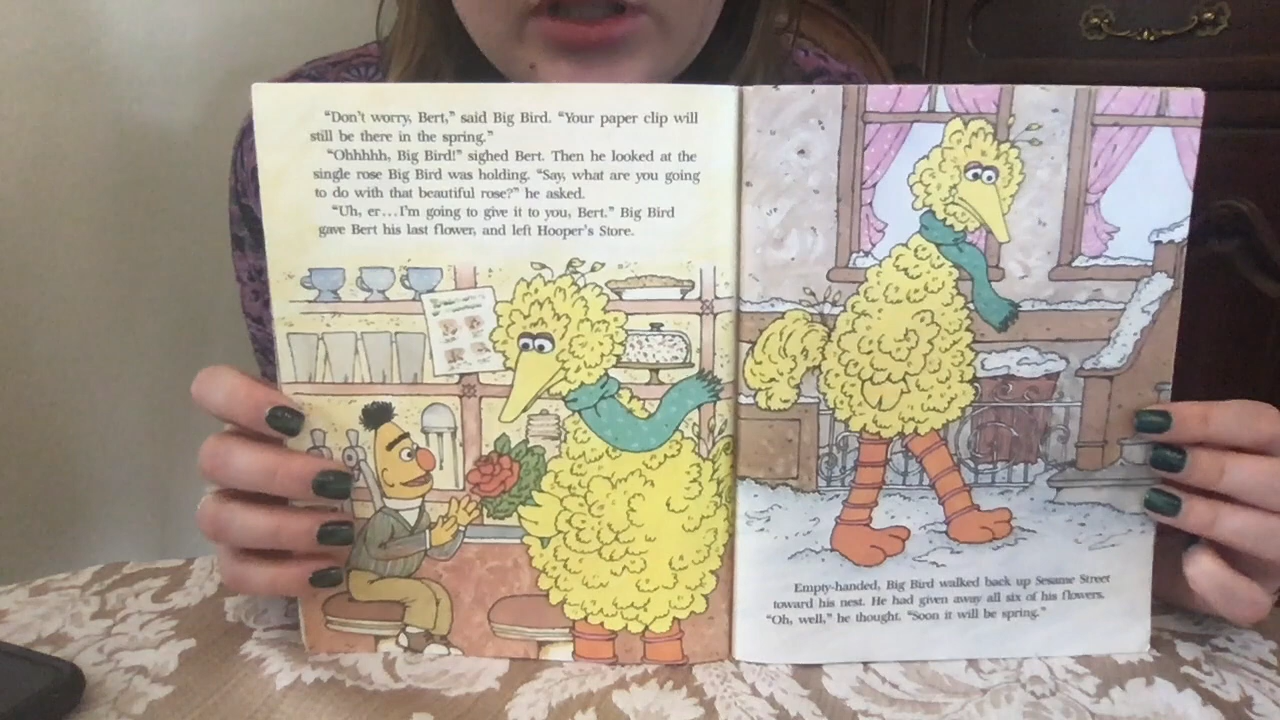 “Don't worry, Bert,” said Big Bird. “Your paper clip will
still be there in the spring.”
“Ohhhhh, Big Bird!” sighed Bert. Then he looked at the
single rose Big Bird was holding. “Say, what are you going
to do with that beautiful rose?” he asked.
“Uh, er…I'm going to give it to you, Bert.” Big Bird
gave Bert his last flower, and left Hooper's Store.
Empty-handed, Big Bird walked back up Sesame Street
toward his nest. He had given away all six of his flowers.
“Oh, well,” he thought. “Soon it will be spring.”